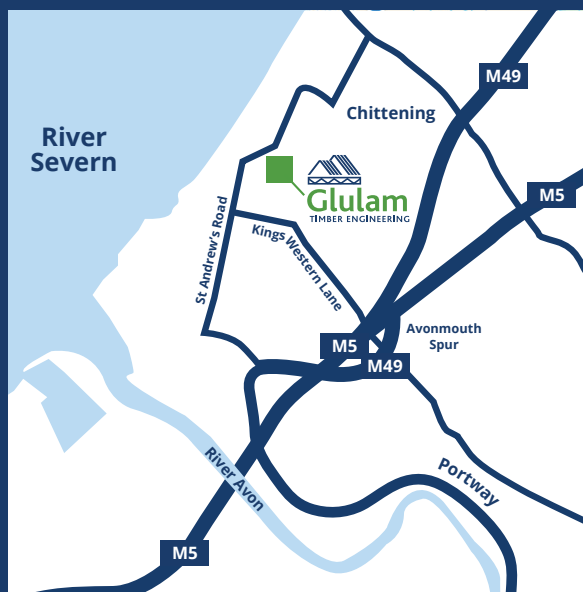 M49
River
Severn
Chittening
M5
Glulam
TIMBER ENGINEERING
St Andrew's Road
Kings Western Lane
Avonmouth
Spur
M5
M49
River Avon
Portway
M5